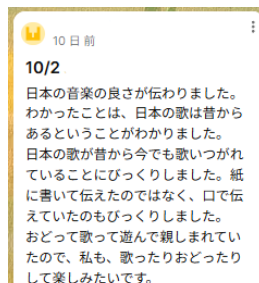 10 日 前
10/2
日本の音楽の良さが伝わりました。
わかったことは、日本の歌は昔から
あるということがわかりました。
日本の歌が昔から今でも歌いつがれ
ていることにびっくりしました。紙
に書いて伝えたのではなく、口で伝
えていたのもびっくりしました。
おどって歌って遊んで親しまれてい
たので、私も、歌ったりおどったり
して楽しみたいです。